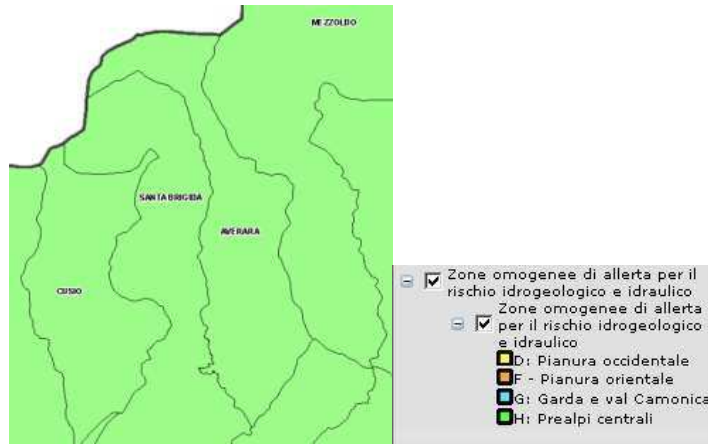 MEZZOLDO
SANTA BRIGIDA
AVERARA
CUSIO
Zone omogenee di allerta per il
rischio idrogeologico e idraulico
Zone omogenee di allerta
per il rischio idrogeologico
e idraulico
D: Pianura occidentale
F - Pianura orientale
G: Garda e val Camonica
H: Prealpi centrali